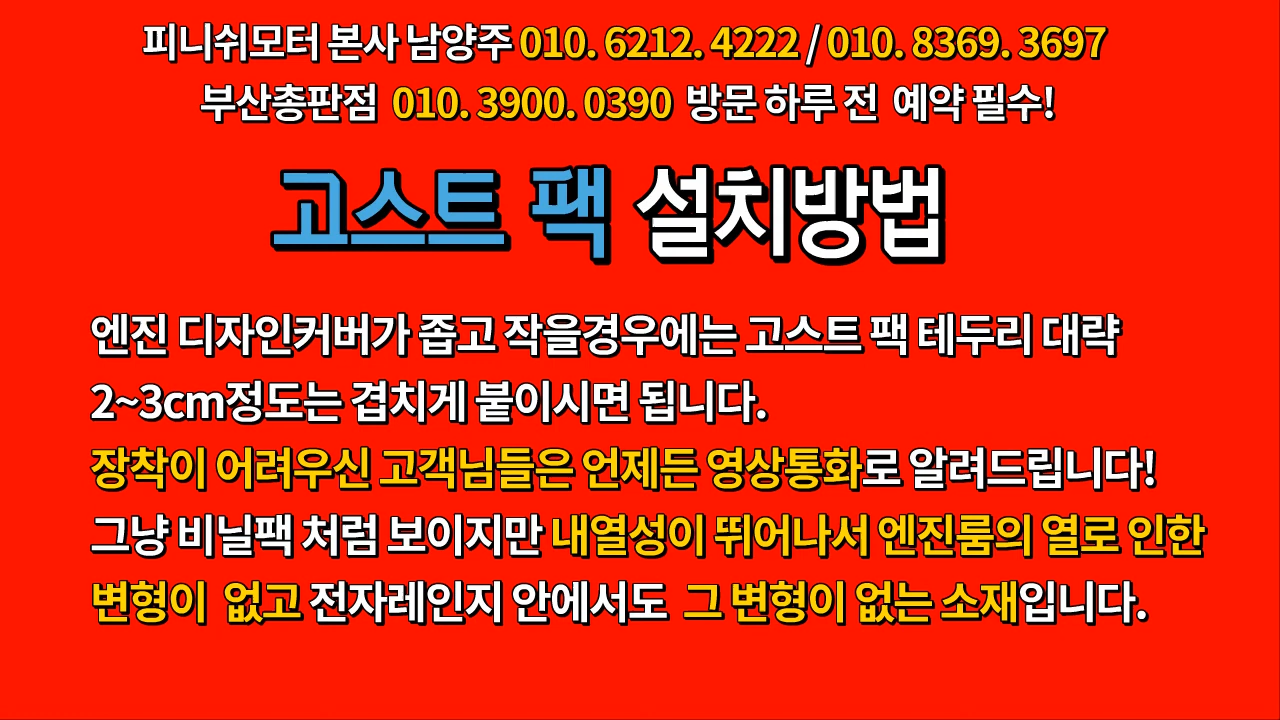 피니쉬모터 본사 남양주 010. 6212. 4222 / 010. 8369. 3697
부산총판점 010. 3900. 0390 방문 하루 전 예약 필수!
고스트 팩 설치방법
엔진 디자인커버가 좁고 작을경우에는 고스트 팩 테두리 대략
2~3cm정도는 겹치게 붙이시면 됩니다.
장착이 어려우신 고객님들은 언제든 영상통화로 알려드립니다!
그냥 비닐팩 처럼 보이지만 내열성이 뛰어나서 엔진룸의 열로 인한
변형이 없고 전자레인지 안에서도 그 변형이 없는 소재입니다.